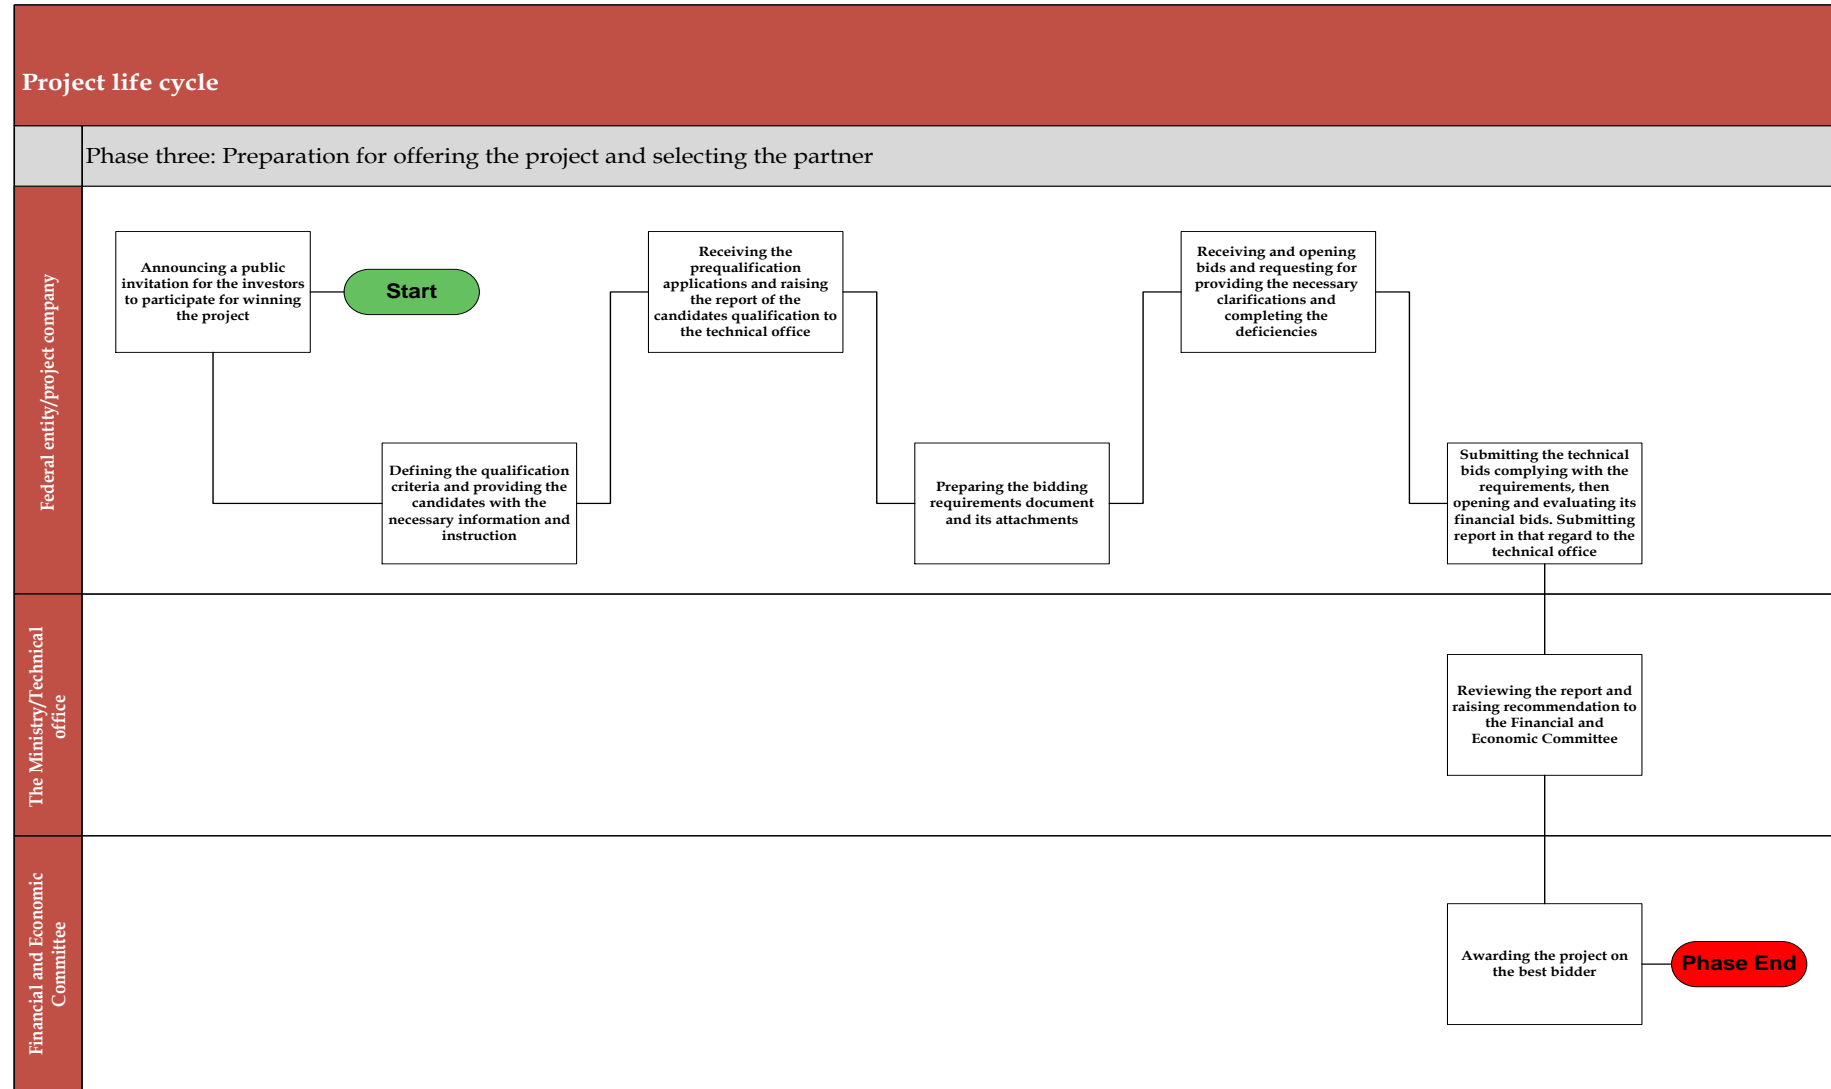 Project life cycle
Phase three: Preparation for offering the project and selecting the partner
Federal entity/project company
Announcing a public
invitation for the investors
to participate for winning
the project
Start
Defining the qualification
criteria and providing the
candidates with the
necessary information and
instruction
Receiving the
prequalification
applications and raising
the report of the
candidates qualification to
the technical office
Preparing the bidding
requirements document
and its attachments
Receiving and opening
bids and requesting for
providing the necessary
clarifications and
completing the
deficiencies
Submitting the technical
bids complying with the
requirements, then
opening and evaluating its
financial bids. Submitting
report in that regard to the
technical office
The Ministry/Technical
office
Reviewing the report and
raising recommendation to
the Financial and
Economic Committee
Financial and Economic
Committee
Awarding the project on
the best bidder
Phase End